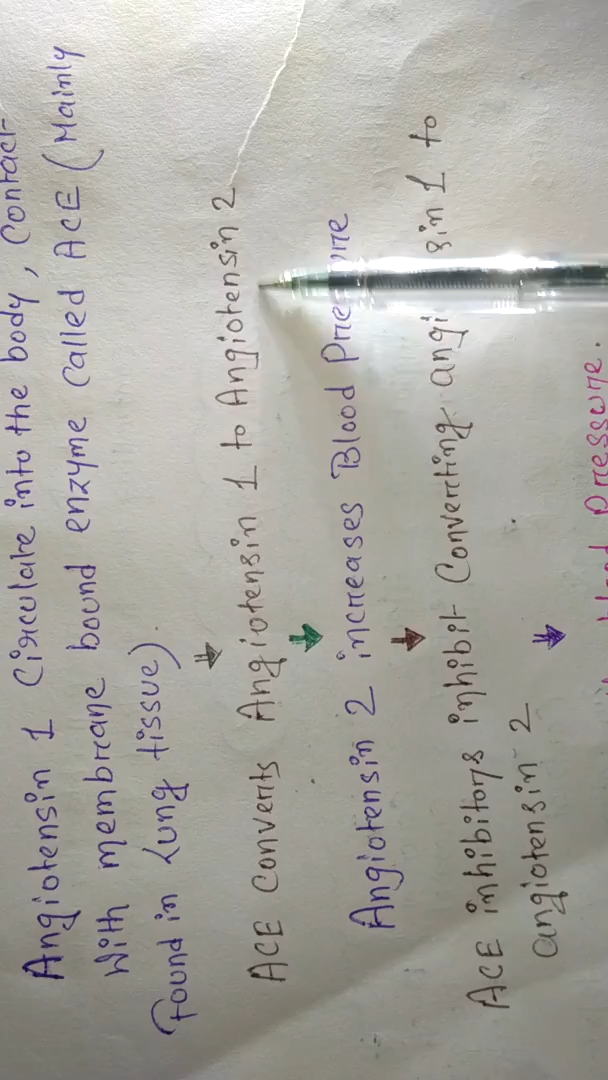 Angiotensin 1 Circulate into the body, Contact
With membrane bound enzyme Called ACE (Mainly
Found in Lung tissue)
ACE Converts Angiotensin 1 to Angiotensin 2
Angiotensin 2 increases Blood
ACE inhibitors inhibit Converting 1 to
angiotensin 2
Pressure.